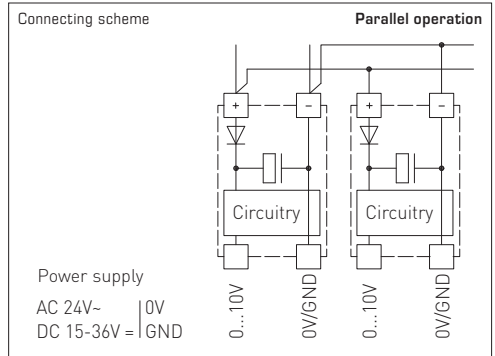 Connecting scheme
Parallel operation
+ – + –
Circuitry Circuitry
Power supply
AC 24V~ | 0V
DC 15-36V = | GND
0...10V
0V/GND
0...10V
0V/GND